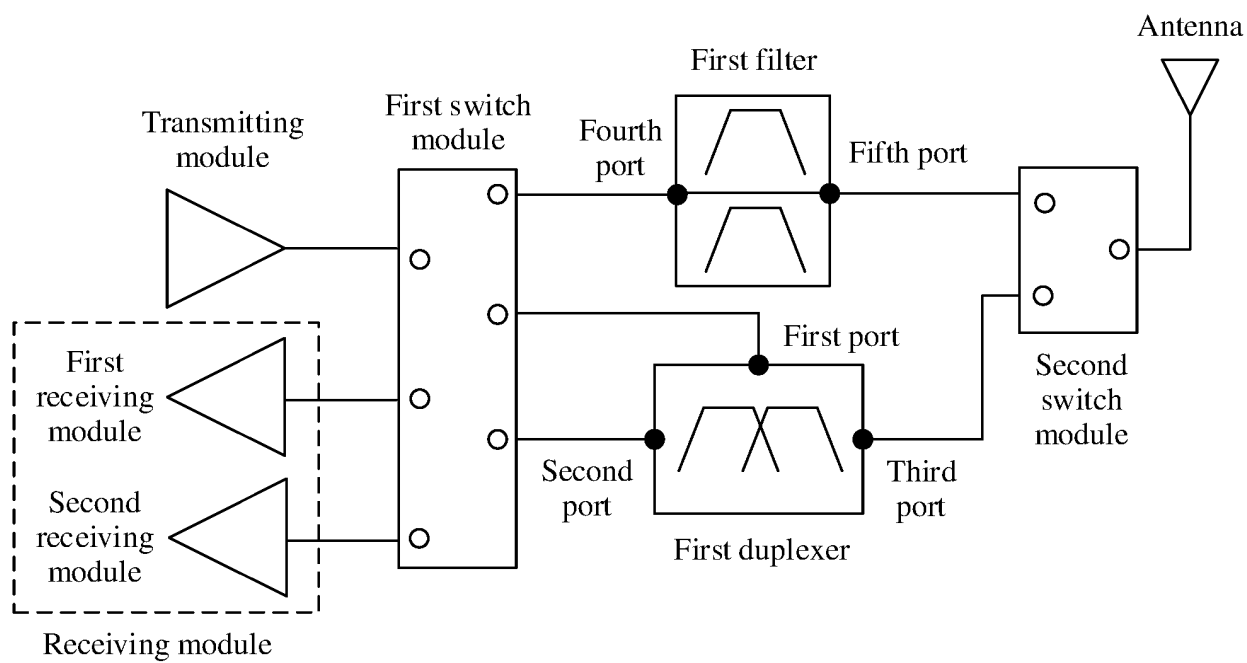 Antenna
First filter
First switch
module
Transmitting
module
Fourth
port
Fifth port
First
receiving
module
First port
Second
switch
module
Second
receiving
module
Second
port
Third
port
First duplexer
Receiving module